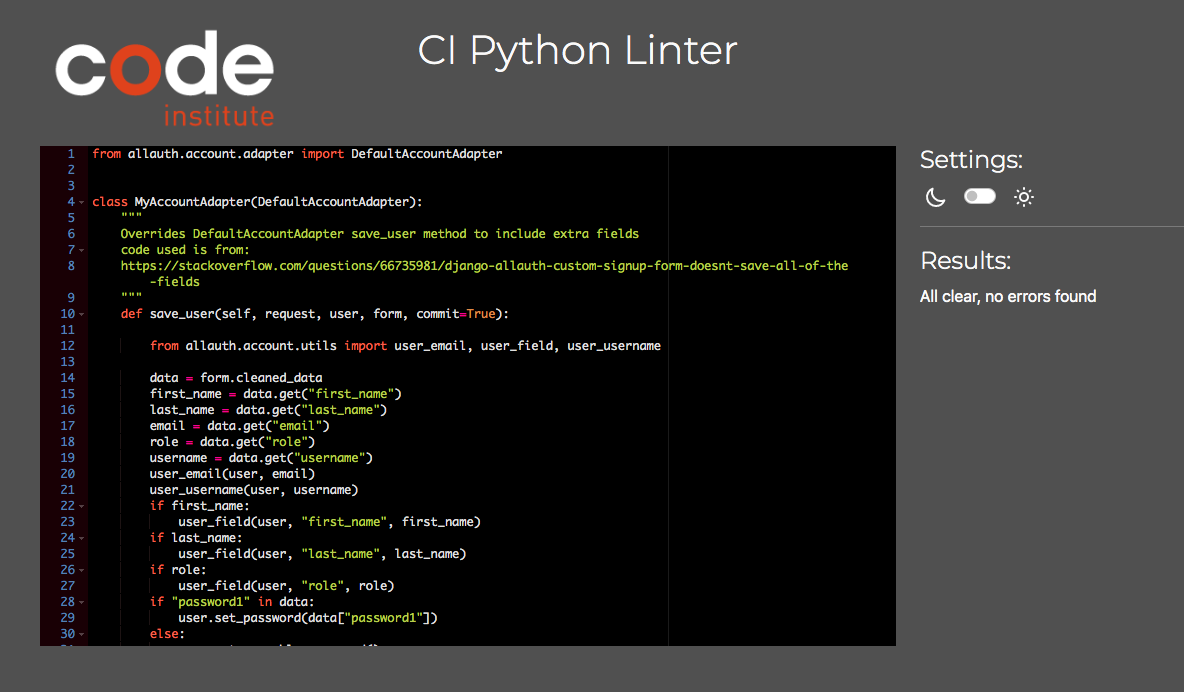 code
institute
CI Python Linter
1 from allauth.account.adapter import DefaultAccountAdapter
2
3
4 class MyAccountAdapter(DefaultAccountAdapter):
5 """
6 Overrides DefaultAccountAdapter save_user method to include extra fields
7 code used is from:
8 https://stackoverflow.com/questions/66735981/django-allauth-custom-signup-form-doesnt-save-all-of-the
-fields
9 """
10 def save_user(self, request, user, form, commit=True):
11
12 from allauth.account.utils import user_email, user_field, user_username
13
14 data = form.cleaned_data
15 first_name = data.get("first_name")
16 last_name = data.get("last_name")
17 email = data.get("email")
18 role = data.get("role")
19 username = data.get("username")
20 user_email(user, email)
21 user_username(user, username)
22 if first_name:
23 user_field(user, "first_name", first_name)
24 if last_name:
25 user_field(user, "last_name", last_name)
26 if role:
27 user_field(user, "role", role)
28 if "password1" in data:
29 user.set_password(data["password1"])
30 else:
Settings:
Results:
All clear, no errors found